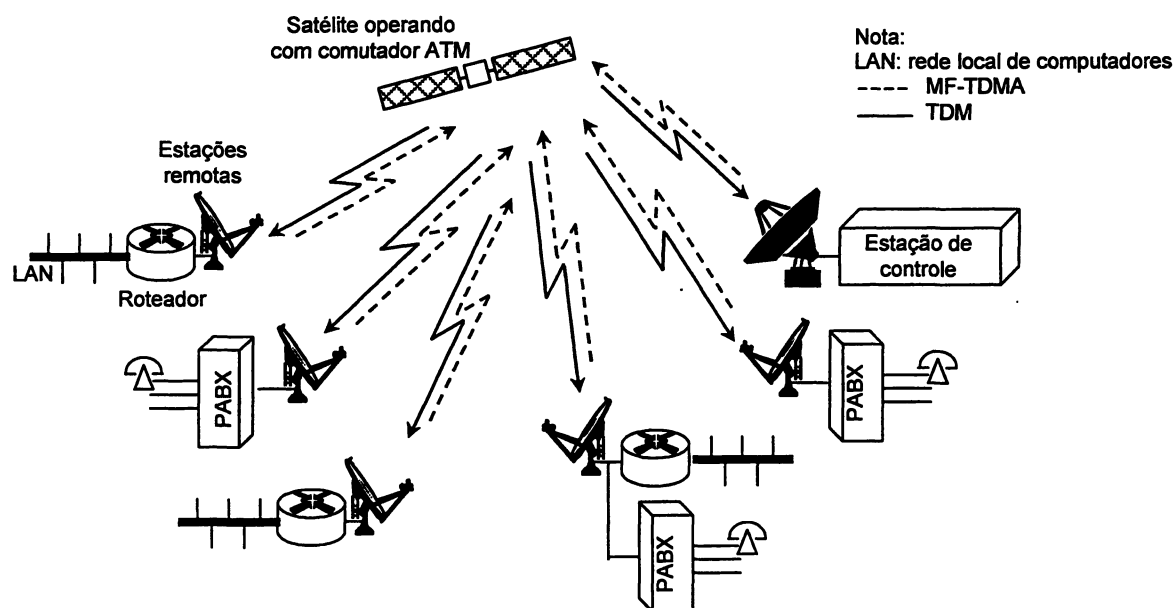 Satélite operando
com comutador ATM
Nota:
LAN: rede local de computadores
MF-TDMA
TDM
Estações
remotas
LAN
Roteador
Estação de
controle
PABX
PABX
PABX